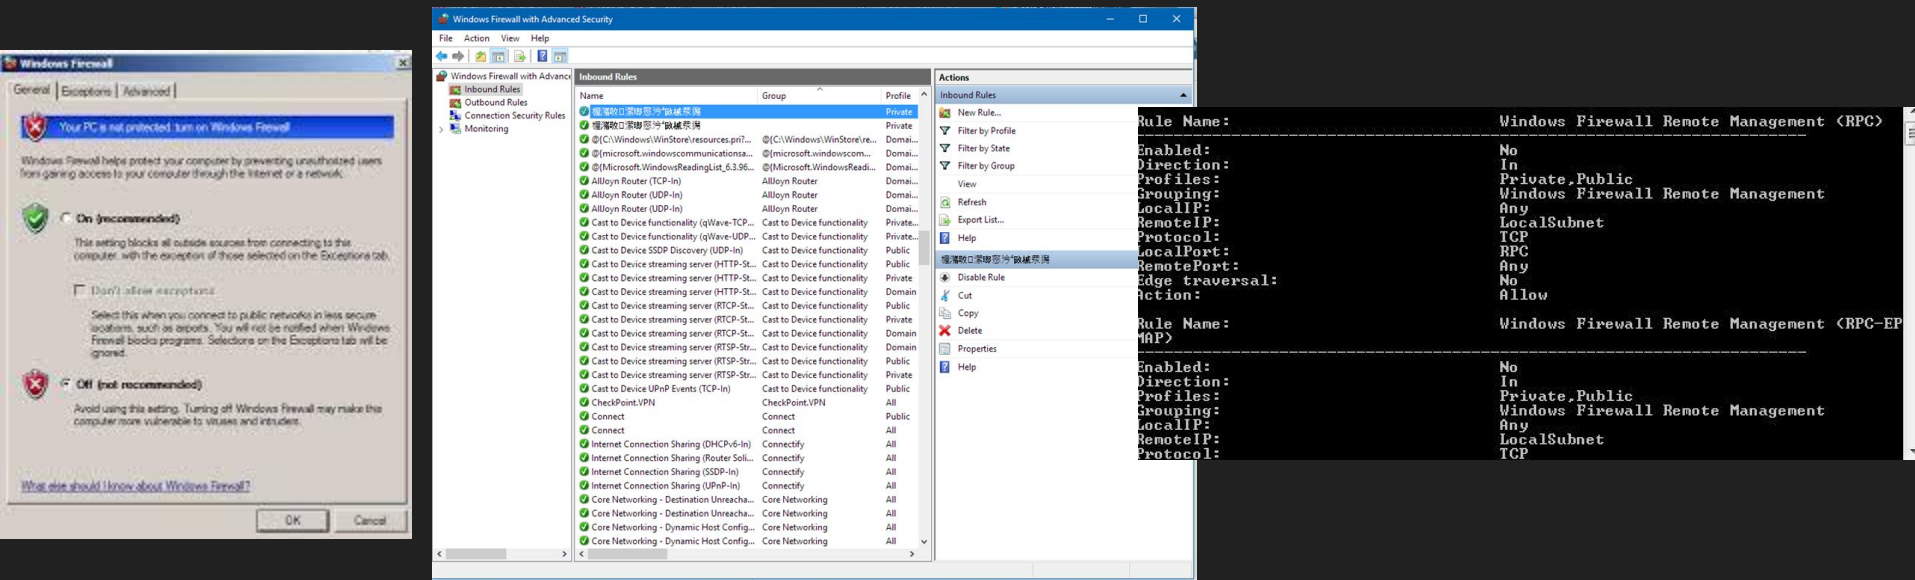 Windows Firewall
General
Exceptions
Advanced
Your PC is not protected: turn on Windows Firewall
Windows Firewall helps protect your computer by preventing unauthorized users
from gaining access to your computer through the Internet or a network.
On (recommended)
This setting blocks all outside sources from connecting to this
computer, with the exception of those selected on the Exceptions tab.
Don't allow exceptions
Select this when you connect to public networks in less secure
locations, such as airports. You will not be notified when Windows
Firewall blocks programs. Selections on the Exceptions tab will be
ignored.
Off (not recommended)
Avoid using this setting. Turning off Windows Firewall may make this
computer more vulnerable to viruses and intruders.
What else should I know about Windows Firewall?
OK Cancel
Windows Firewall with Advanced Security
File Action View Help
Windows Firewall with Advance
Inbound Rules
Outbound Rules
Connection Security Rules
Monitoring
Inbound Rules
Name Group Profile
Private
Private
@{C:\Windows\WinStore\resources.pri?... @{C:\Windows\WinStore\re... Domai...
@{microsoft.windowscommunicationsa... @{microsoft.windowscom... Domai...
@{Microsoft.WindowsReadingList_6.3.96... @{Microsoft.WindowsReadi... Domai...
AllJoyn Router (TCP-In) AllJoyn Router Domai...
AllJoyn Router (UDP-In) AllJoyn Router Domai...
AllJoyn Router (UDP-In) AllJoyn Router Domai...
Cast to Device functionality (qWave-TCP... Cast to Device functionality Private...
Cast to Device functionality (qWave-UDP... Cast to Device functionality Private...
Cast to Device SSDP Discovery (UDP-In) Cast to Device functionality Public
Cast to Device streaming server (HTTP-St... Cast to Device functionality Public
Cast to Device streaming server (HTTP-St... Cast to Device functionality Private
Cast to Device streaming server (HTTP-St... Cast to Device functionality Domain
Cast to Device streaming server (RTCP-St... Cast to Device functionality Public
Cast to Device streaming server (RTCP-St... Cast to Device functionality Private
Cast to Device streaming server (RTCP-St... Cast to Device functionality Domain
Cast to Device streaming server (RTSP-Str... Cast to Device functionality Domain
Cast to Device streaming server (RTSP-Str... Cast to Device functionality Public
Cast to Device streaming server (RTSP-Str... Cast to Device functionality Private
Cast to Device UPnP Events (TCP-In) Cast to Device functionality Public
CheckPoint.VPN CheckPoint.VPN All
Connect Connect Public
Connect Connect All
Internet Connection Sharing (DHCPv6-In) Connectify All
Internet Connection Sharing (Router Soli... Connectify All
Internet Connection Sharing (SSDP-In) Connectify All
Internet Connection Sharing (UPnP-In) Connectify All
Core Networking - Destination Unreacha... Core Networking All
Core Networking - Destination Unreacha... Core Networking All
Core Networking - Dynamic Host Config... Core Networking All
Core Networking - Dynamic Host Config... Core Networking All
Actions
Inbound Rules
New Rule...
Filter by Profile
Filter by State
Filter by Group
View
Refresh
Export List...
Help
Disable Rule
Cut
Copy
Delete
Properties
Help
Rule Name: Windows Firewall Remote Management (RPC)
Enabled: No
Direction: In
Profiles: Private,Public
Grouping: Windows Firewall Remote Management
LocalIP: Any
RemoteIP: LocalSubnet
Protocol: TCP
LocalPort: RPC
RemotePort: Any
Edge traversal: No
Action: Allow
Rule Name: Windows Firewall Remote Management (RPC-EP
MAP)
Enabled: No
Direction: In
Profiles: Private,Public
Grouping: Windows Firewall Remote Management
LocalIP: Any
RemoteIP: LocalSubnet
Protocol: TCP